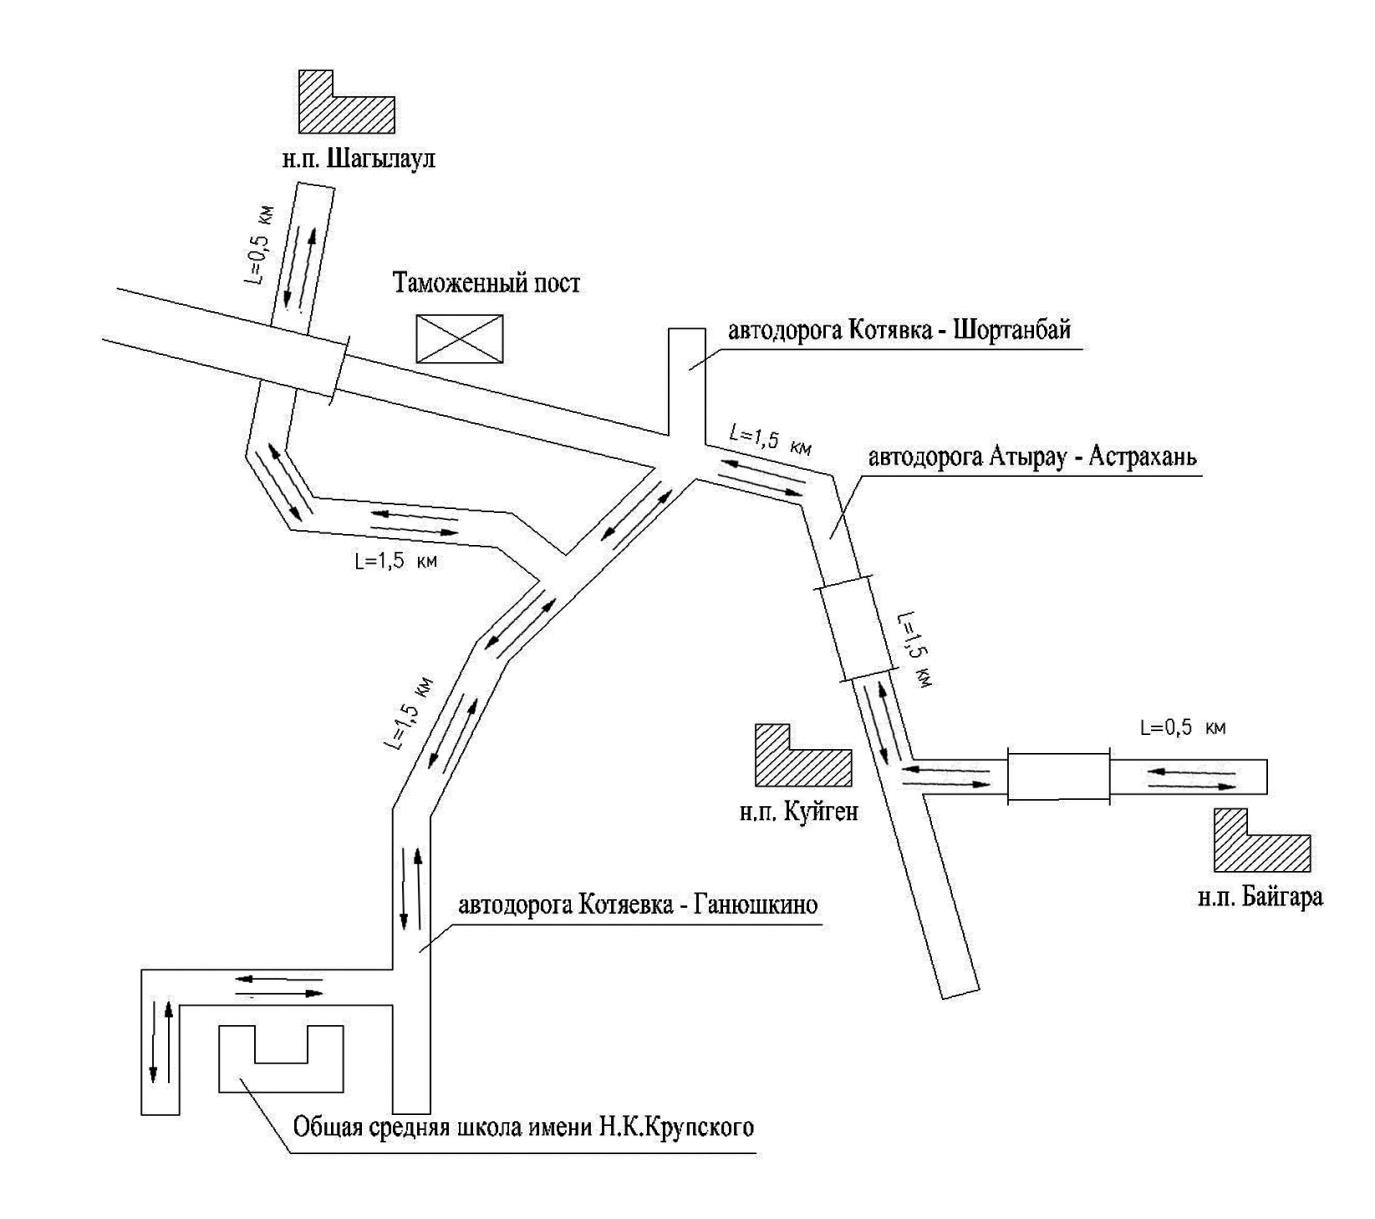 н.п. Шагылаул
L=0,5 км
Таможенный пост
автодорога Котявка - Шортанбай
L=1,5 км
автодорога Атырау - Астрахань
L=1,5 км
L=1,5 км
L=1,5 км
L=0,5 км
н.п. Куйген
н.п. Байгара
автодорога Котяевка - Ганюшкино
Общая средняя школа имени Н.К.Крупского